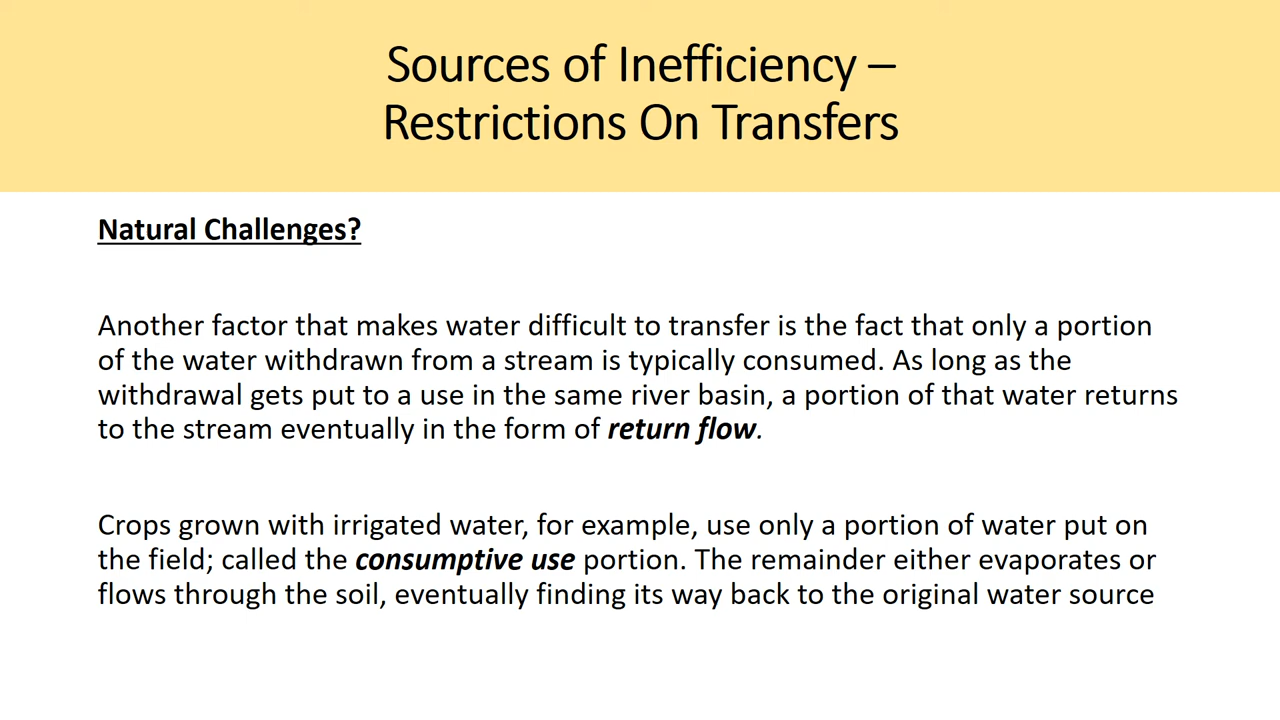 Sources of Inefficiency –
Restrictions On Transfers
Natural Challenges?
Another factor that makes water difficult to transfer is the fact that only a portion
of the water withdrawn from a stream is typically consumed. As long as the
withdrawal gets put to a use in the same river basin, a portion of that water returns
to the stream eventually in the form of return flow.
Crops grown with irrigated water, for example, use only a portion of water put on
the field; called the consumptive use portion. The remainder either evaporates or
flows through the soil, eventually finding its way back to the original water source